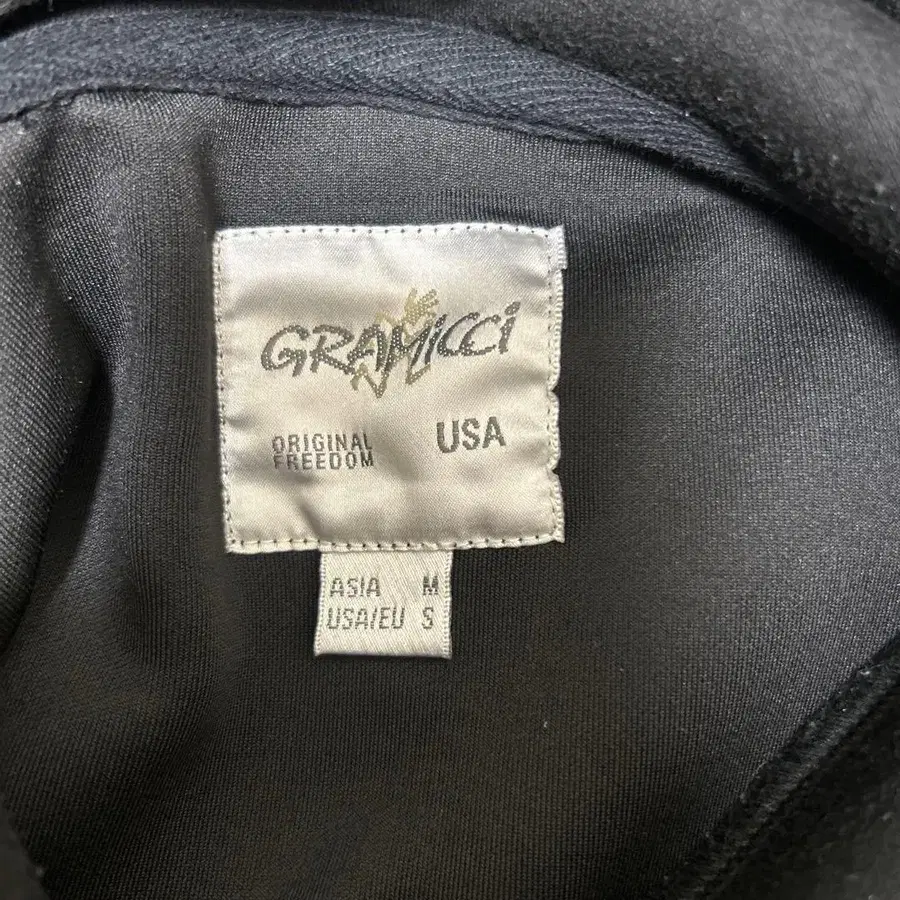 GRAMiCCi
ORIGINAL FREEDOM
USA
ASIA M
USA/EU S